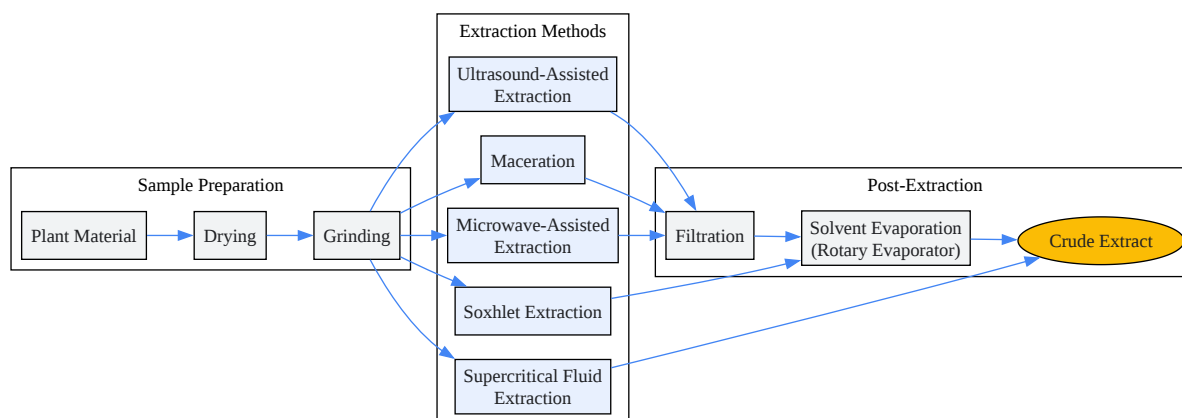 Extraction Methods
Ultrasound-Assisted
Extraction
Maceration
Sample Preparation
Post-Extraction
Plant Material
Drying
Grinding
Microwave-Assisted
Extraction
Filtration
Solvent Evaporation
(Rotary Evaporator)
Crude Extract
Soxhlet Extraction
Supercritical Fluid
Extraction